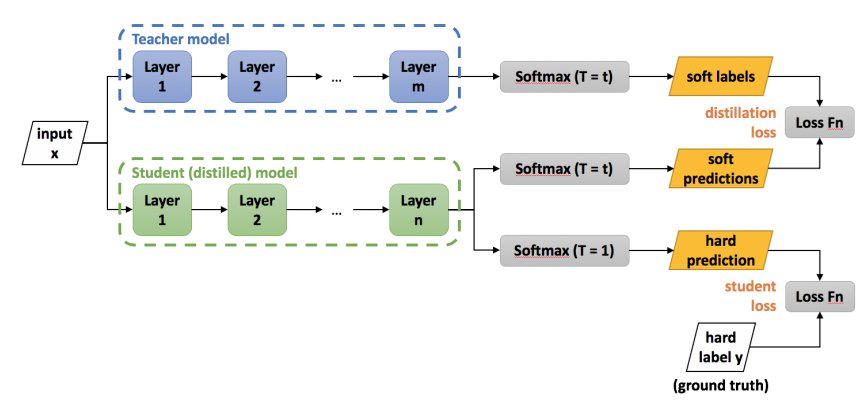 Teacher model
Layer
1
Layer
2
...
Layer
m
Softmax (T = t)
soft labels
distillation
loss
Loss Fn
input
x
Student (distilled) model
Layer
1
Layer
2
...
Layer
n
Softmax (T = t)
soft
predictions
Softmax (T = 1)
hard
prediction
student
loss
Loss Fn
hard
label y
(ground truth)